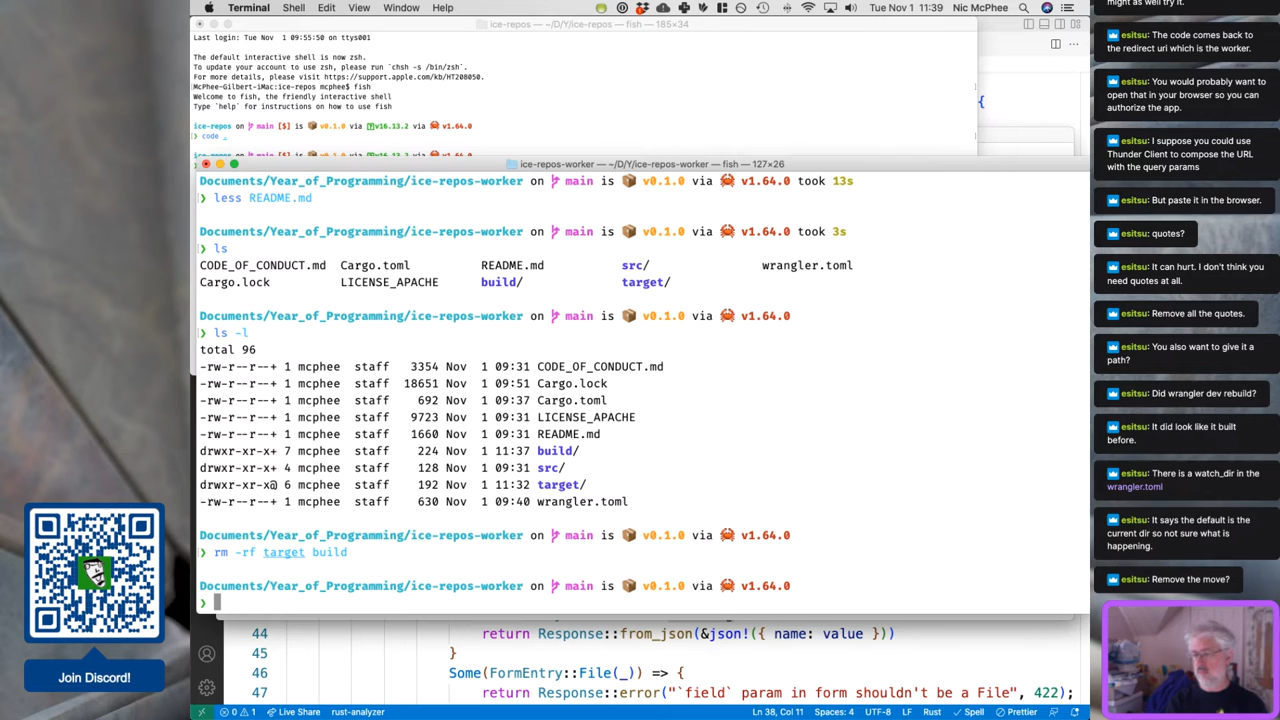 Terminal Shell Edit View Window Help
Tue Nov 1 11:39 Nic McPhee
ice-repos — ~/D/Y/ice-repos — fish — 185×34
Last login: Tue Nov 1 09:55:50 on ttys001
The default interactive shell is now zsh.
To update your account to use zsh, please run `chsh -s /bin/zsh`.
For more details, please visit https://support.apple.com/kb/HT208050.
McPhee-Gilbert-iMac:ice-repos mcphee$ fish
Welcome to fish, the friendly interactive shell
Type `help` for instructions on how to use fish
ice-repos on main [$] is v0.1.0 via v16.13.2 via v1.64.0
❯ code .
ice-repos on main [$] is v0.1.0 via v16.13.2 via v1.64.0
{
ice-repos-worker — ~/D/Y/ice-repos-worker — fish — 127×26
Documents/Year_of_Programming/ice-repos-worker on main is v0.1.0 via v1.64.0 took 13s
❯ less README.md
Documents/Year_of_Programming/ice-repos-worker on main is v0.1.0 via v1.64.0 took 3s
❯ ls
CODE_OF_CONDUCT.md Cargo.toml README.md src/ wrangler.toml
Cargo.lock LICENSE_APACHE build/ target/
Documents/Year_of_Programming/ice-repos-worker on main is v0.1.0 via v1.64.0
❯ ls -l
total 96
-rw-r--r--+ 1 mcphee staff 3354 Nov 1 09:31 CODE_OF_CONDUCT.md
-rw-r--r--+ 1 mcphee staff 18651 Nov 1 09:51 Cargo.lock
-rw-r--r--+ 1 mcphee staff 692 Nov 1 09:37 Cargo.toml
-rw-r--r--+ 1 mcphee staff 9723 Nov 1 09:31 LICENSE_APACHE
-rw-r--r--+ 1 mcphee staff 1660 Nov 1 09:31 README.md
drwxr-xr-x+ 7 mcphee staff 224 Nov 1 11:37 build/
drwxr-xr-x+ 4 mcphee staff 128 Nov 1 09:31 src/
drwxr-xr-x@ 6 mcphee staff 192 Nov 1 11:32 target/
-rw-r--r--+ 1 mcphee staff 630 Nov 1 09:40 wrangler.toml
Documents/Year_of_Programming/ice-repos-worker on main is v0.1.0 via v1.64.0
❯ rm -rf target build
Documents/Year_of_Programming/ice-repos-worker on main is v0.1.0 via v1.64.0
❯
44 return Response::from_json(&json!({ name: value }))
45 }
46 Some(FormEntry::File(_)) => {
47 return Response::error("`field` param in form shouldn't be a File", 422);
0 1 Live Share rust-analyzer Ln 38, Col 11 Spaces: 4 UTF-8 LF Rust Spell Prettier
Join Discord!
might as well try it.
esitsu: The code comes back to
the redirect uri which is the worker.
esitsu: You would probably want to
open that in your browser so you can
authorize the app.
esitsu: I suppose you could use
Thunder Client to compose the URL
with the query params
esitsu: But paste it in the browser.
esitsu: quotes?
esitsu: It can hurt. I don't think you
need quotes at all.
esitsu: Remove all the quotes.
esitsu: You also want to give it a
path?
esitsu: Did wrangler dev rebuild?
esitsu: It did look like it built
before.
esitsu: There is a watch_dir in the
wrangler.toml
esitsu: It says the default is the
current dir so not sure what is
happening.
esitsu: Remove the move?